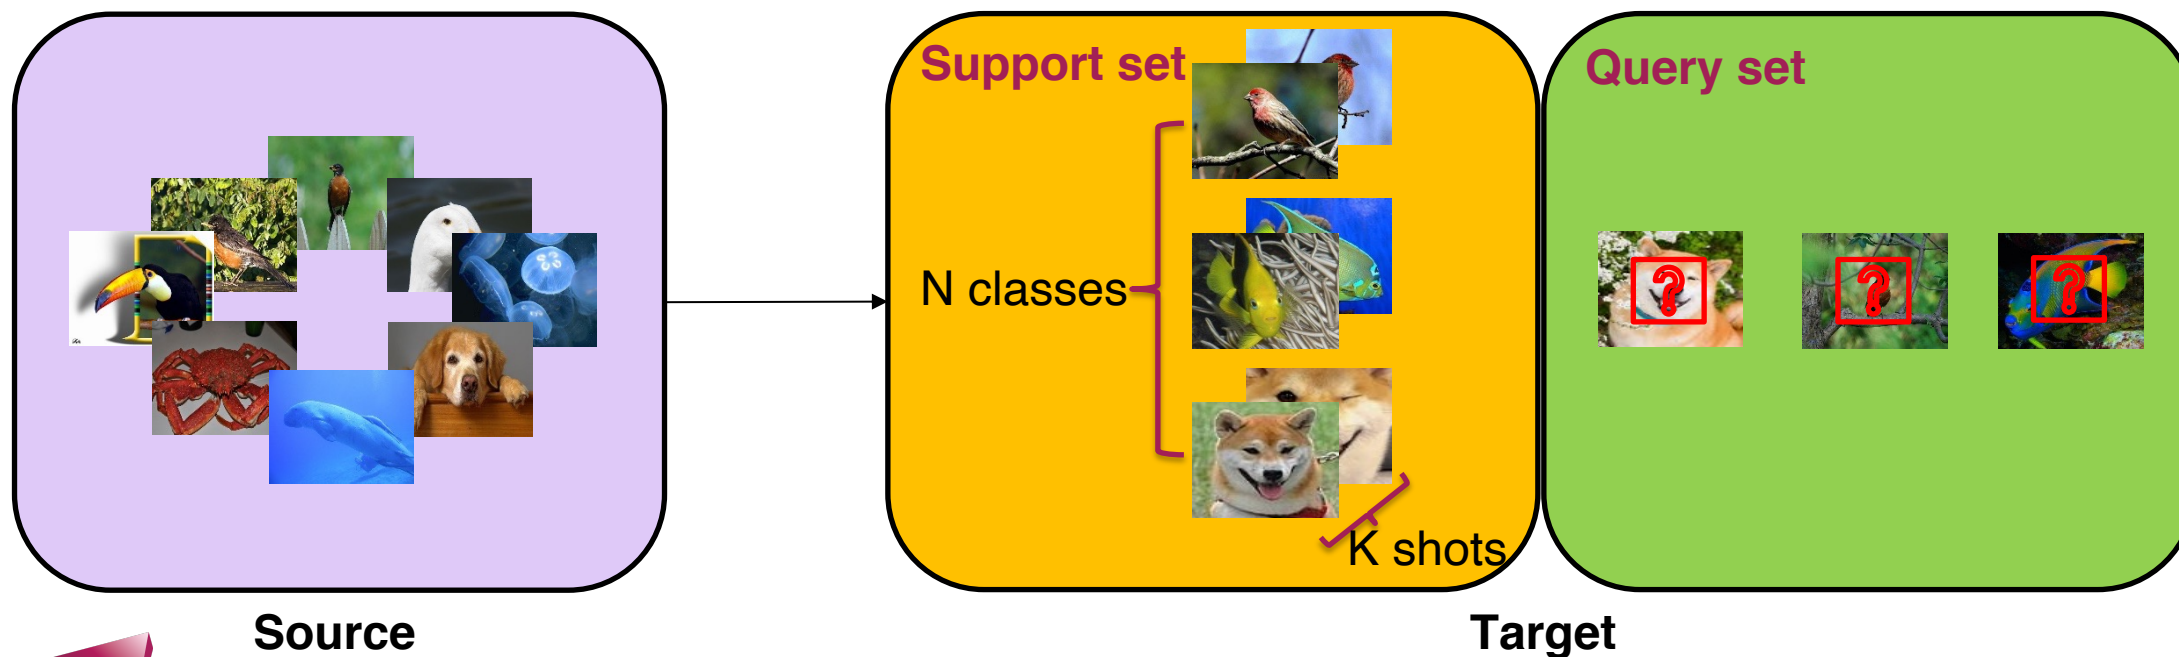 Support set
Query set
N classes
? ? ?
K shots
Source
Target